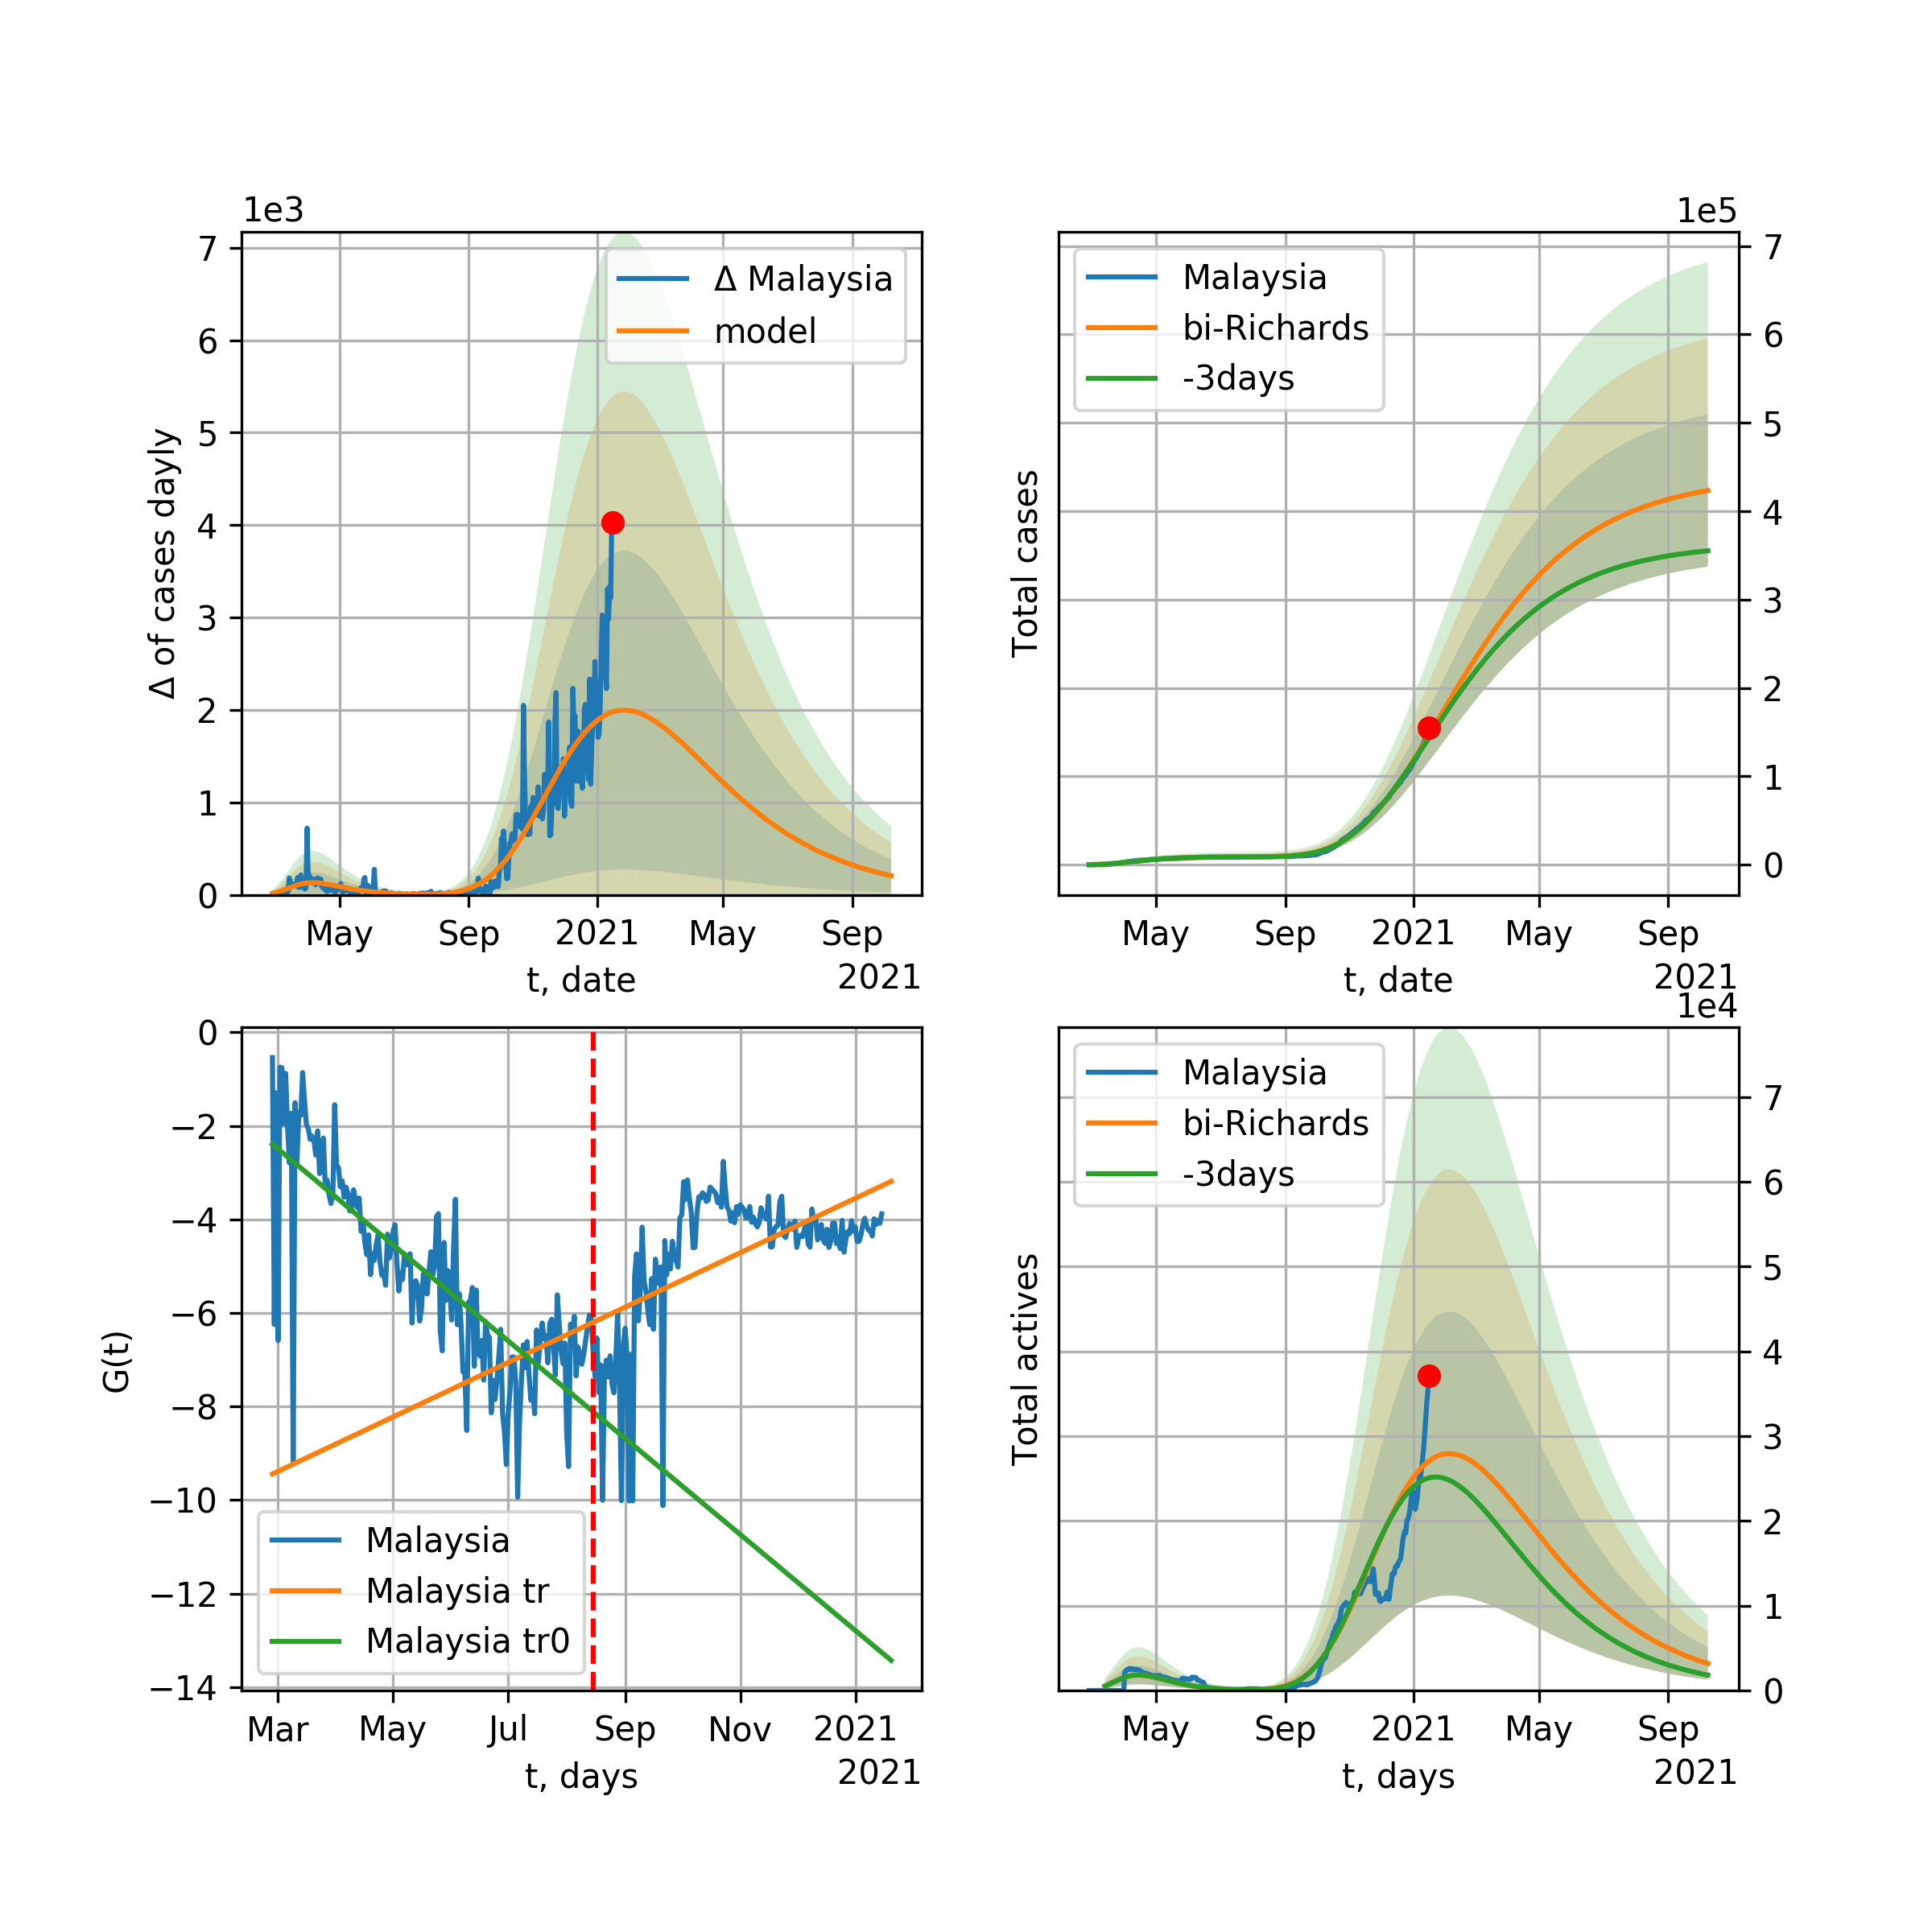 1e3
7
6
5
4
3
2
1
0
Δ of cases dayly
Δ Malaysia
model
May
Sep
2021
May
Sep
t, date
2021
1e5
7
6
5
4
3
2
1
0
Total cases
Malaysia
bi-Richards
-3days
May
Sep
2021
May
Sep
t, date
2021
0
−2
−4
−6
−8
−10
−12
−14
G(t)
Malaysia
Malaysia tr
Malaysia tr0
Mar
May
Jul
Sep
Nov
2021
t, days
2021
1e4
7
6
5
4
3
2
1
0
Total actives
Malaysia
bi-Richards
-3days
May
Sep
2021
May
Sep
t, days
2021